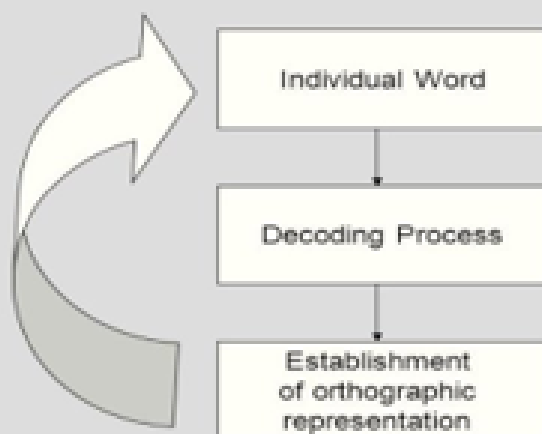 Individual Word
Decoding Process
Establishment
of orthographic
representation